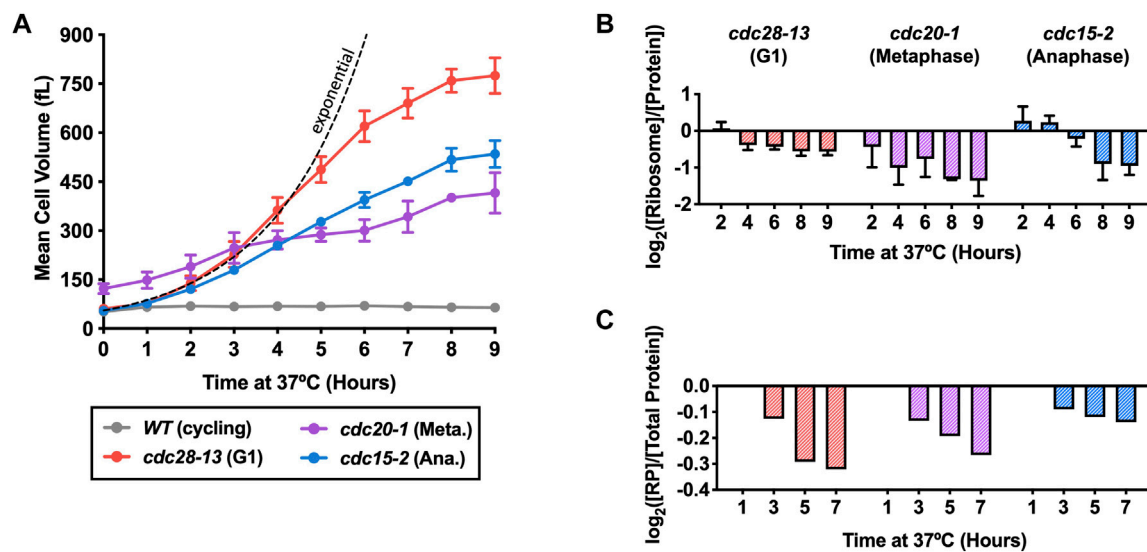 A
Mean Cell Volume (fL)
900
750
600
450
300
150
0
exponential
0 1 2 3 4 5 6 7 8 9
Time at 37ºC (Hours)
WT (cycling)
cdc20-1 (Meta.)
cdc28-13 (G1)
cdc15-2 (Ana.)
B
cdc28-13
(G1)
cdc20-1
(Metaphase)
cdc15-2
(Anaphase)
log2([Ribosome]/[Protein])
1
0
-1
-2
2 4 6 8 9 2 4 6 8 9 2 4 6 8 9
Time at 37ºC (Hours)
C
log2([RP]/[Total Protein])
0.0
-0.1
-0.2
-0.3
-0.4
1 3 5 7 1 3 5 7 1 3 5 7
Time at 37ºC (Hours)